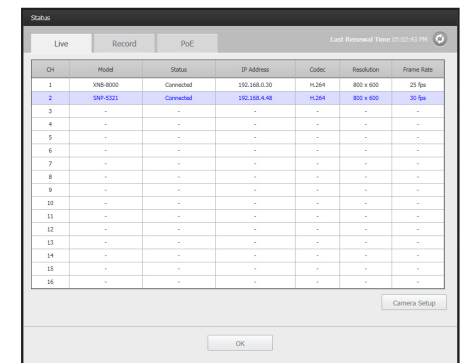 Status
Live Record PoE Last Renewal Time 05:02:43 PM
CH Model Status IP Address Codec Resolution Frame Rate
1 XNB-8000 Connected 192.168.0.30 H.264 800 x 600 25 fps
2 SNP-5321 Connected 192.168.4.48 H.264 800 x 600 30 fps
3 - - - - - -
4 - - - - - -
5 - - - - - -
6 - - - - - -
7 - - - - - -
8 - - - - - -
9 - - - - - -
10 - - - - - -
11 - - - - - -
12 - - - - - -
13 - - - - - -
14 - - - - - -
15 - - - - - -
16 - - - - - -
Camera Setup
OK